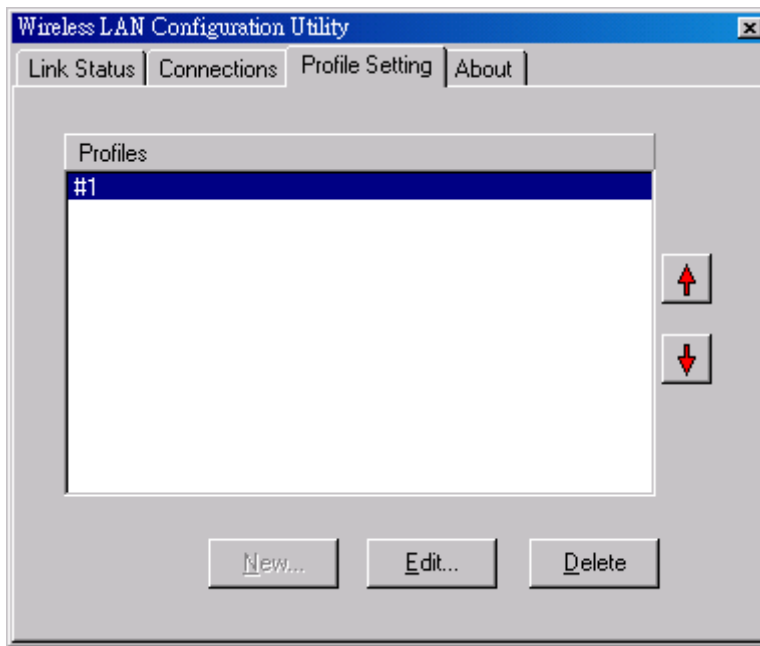 Wireless LAN Configuration Utility
Link Status Connections Profile Setting About
Profiles
#1
New... Edit... Delete